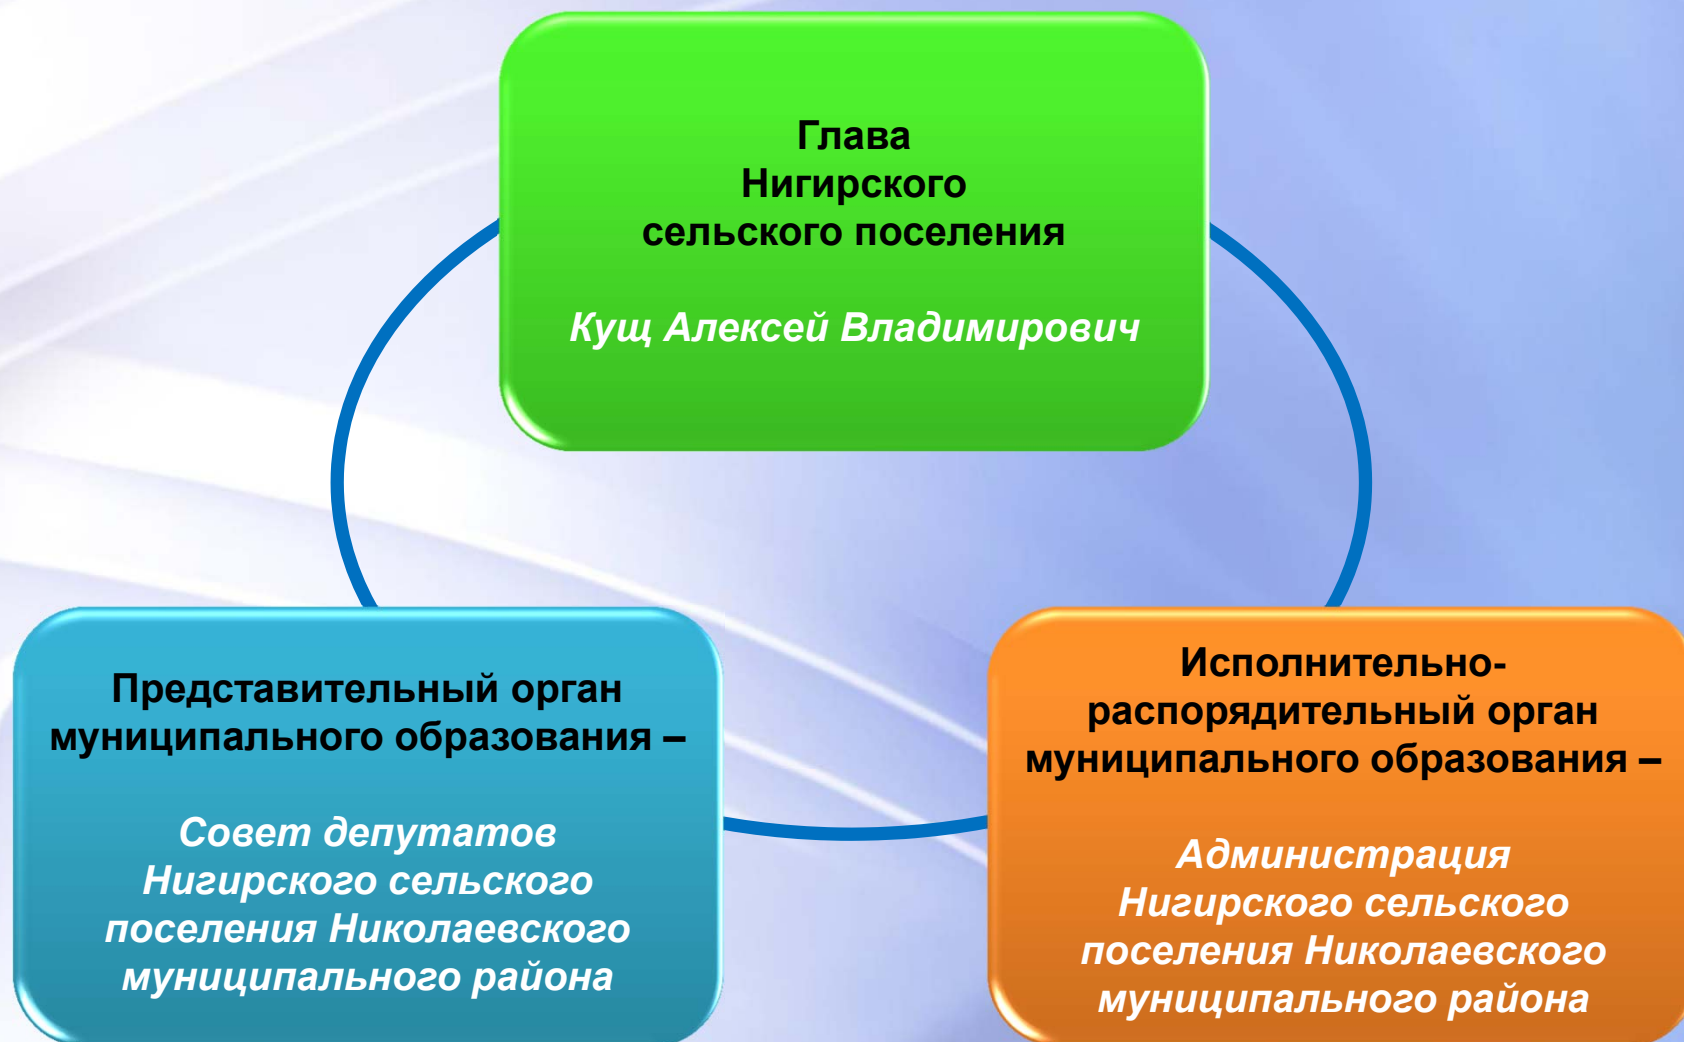 Глава
Нигирского
сельского поселения
Кущ Алексей Владимирович
Представительный орган
муниципального образования –
Совет депутатов
Нигирского сельского
поселения Николаевского
муниципального района
Исполнительно-
распорядительный орган
муниципального образования –
Администрация
Нигирского сельского
поселения Николаевского
муниципального района